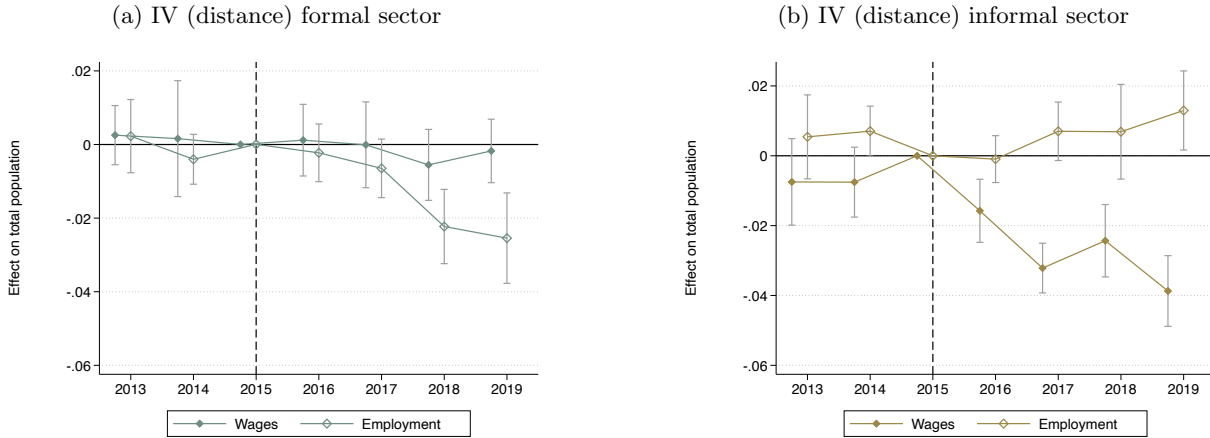 (a) IV (distance) formal sector
.02
0
-.02
-.04
-.06
Effect on total population
2013 2014 2015 2016 2017 2018 2019
Wages Employment
(b) IV (distance) informal sector
.02
0
-.02
-.04
-.06
Effect on total population
2013 2014 2015 2016 2017 2018 2019
Wages Employment